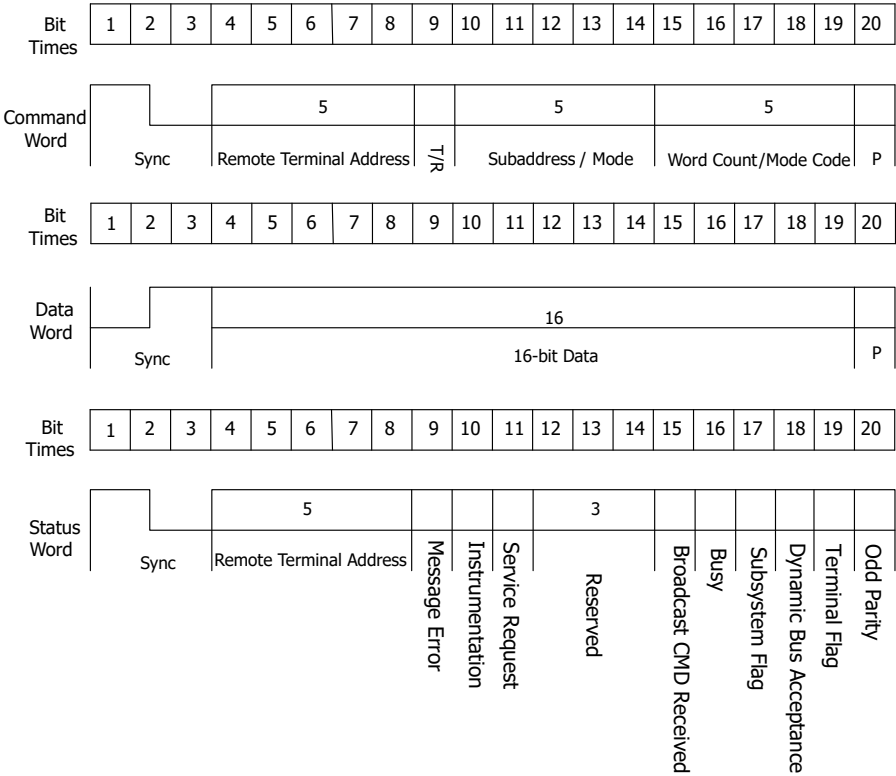 Bit Times 1 2 3 4 5 6 7 8 9 10 11 12 13 14 15 16 17 18 19 20
Command Word
5 5 5
Sync Remote Terminal Address T/R Subaddress / Mode Word Count/Mode Code P
Bit Times 1 2 3 4 5 6 7 8 9 10 11 12 13 14 15 16 17 18 19 20
Data Word
16
Sync 16-bit Data P
Bit Times 1 2 3 4 5 6 7 8 9 10 11 12 13 14 15 16 17 18 19 20
Status Word
5 3
Sync Remote Terminal Address
Message Error
Instrumentation
Service Request
Reserved
Broadcast CMD Received
Busy
Subsystem Flag
Dynamic Bus Acceptance
Terminal Flag
Odd Parity